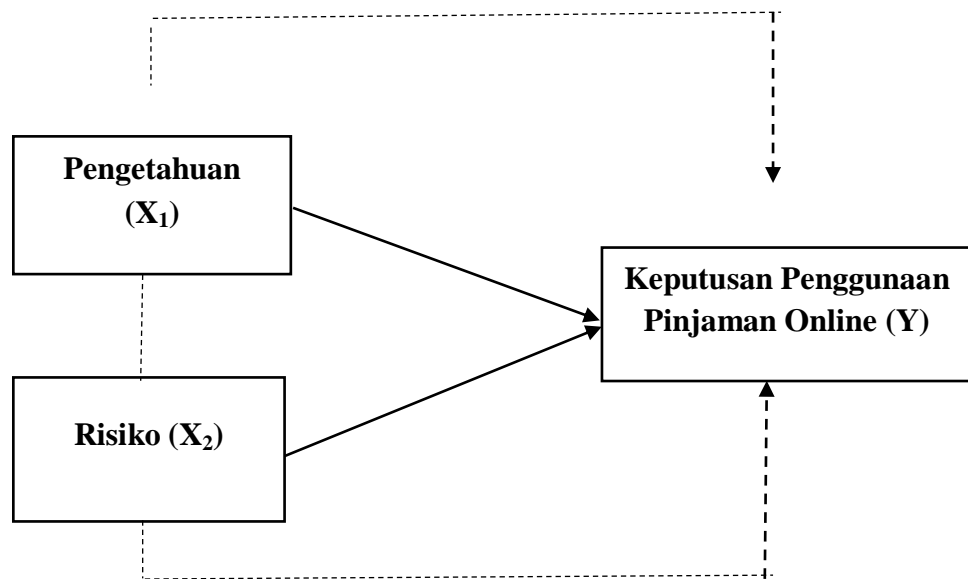 Pengetahuan
(X₁)
Keputusan Penggunaan
Pinjaman Online (Y)
Risiko (X₂)